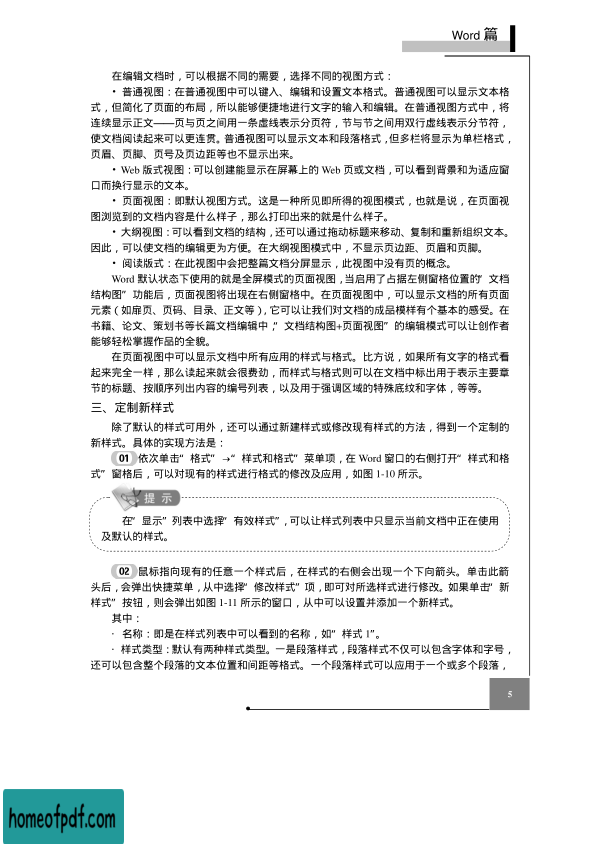 Word 篇
在编辑文档时，可以根据不同的需要，选择不同的视图方式：
• 普通视图：在普通视图中可以键入、编辑和设置文本格式。普通视图可以显示文本格
式，但简化了页面的布局，所以能够便捷地进行文字的输入和编辑。在普通视图方式中，将
连续显示正文——页与页之间用一条虚线表示分页符，节与节之间用双行虚线表示分节符，
使文档阅读起来可以更连贯。普通视图可以显示文本和段落格式，但多栏将显示为单栏格式，
页眉、页脚、页号及页边距等也不显示出来。
• Web 版式视图：可以创建能显示在屏幕上的 Web 页或文档，可以看到背景和为适应窗
口而换行显示的文本。
• 页面视图：即默认视图方式。这是一种所见即所得的视图模式，也就是说，在页面视
图浏览到的文档内容是什么样子，那么打印出来的就是什么样子。
• 大纲视图：可以看到文档的结构，还可以通过拖动标题来移动、复制和重新组织文本。
因此，可以使文档的编辑更为方便。在大纲视图模式中，不显示页边距、页眉和页脚。
• 阅读版式：在此视图中会把整篇文档分屏显示，此视图中没有页的概念。
Word 默认状态下使用的就是全屏模式的页面视图，当启用了占据左侧窗格位置的“文档
结构图”功能后，页面视图将出现在右侧窗格中。在页面视图中，可以显示文档的所有页面
元素（如扉页、页码、目录、正文等），它可以让我们对文档的成品模样有个基本的感受。在
书籍、论文、策划书等长篇文档编辑中，“文档结构图+页面视图”的编辑模式可以让创作者
能够轻松掌握作品的全貌。
在页面视图中可以显示文档中所有应用的样式与格式。比方说，如果所有文字的格式看
起来完全一样，那么读起来就会很费劲，而样式与格式则可以在文档中标出用于表示主要章
节的标题、按顺序列出内容的编号列表，以及用于强调区域的特殊底纹和字体，等等。
三、定制新样式
除了默认的样式可用外，还可以通过新建样式或修改现有样式的方法，得到一个定制的
新样式。具体的实现方法是：
01 依次单击“格式”→“样式和格式”菜单项，在 Word 窗口的右侧打开“样式和格
式”窗格后，可以对现有的样式进行格式的修改及应用，如图 1-10 所示。
提 示
在“显示”列表中选择“有效样式”，可以让样式列表中只显示当前文档中正在使用
及默认的样式。
02 鼠标指向现有的任意一个样式后，在样式的右侧会出现一个下向箭头。单击此箭
头后，会弹出快捷菜单，从中选择“修改样式”项，即可对所选样式进行修改。如果单击“新
样式”按钮，则会弹出如图 1-11 所示的窗口，从中可以设置并添加一个新样式。
其中：
· 名称：即是在样式列表中可以看到的名称，如“样式 1”。
· 样式类型：默认有两种样式类型。一是段落样式，段落样式不仅可以包含字体和字号，
还可以包含整个段落的文本位置和间距等格式。一个段落样式可以应用于一个或多个段落，
5
homeofpdf.com